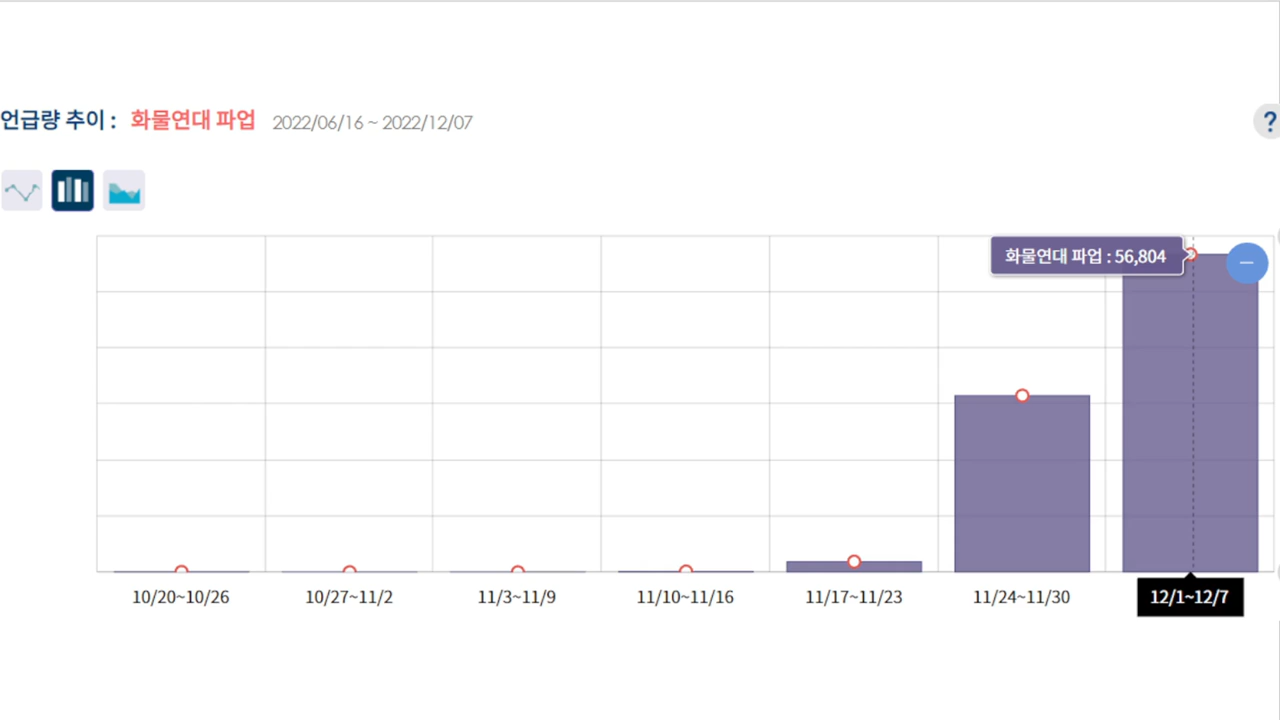 언급량 추이 : 화물연대 파업 2022/06/16 ~ 2022/12/07
?
화물연대 파업 : 56,804
10/20~10/26 10/27~11/2 11/3~11/9 11/10~11/16 11/17~11/23 11/24~11/30 12/1~12/7